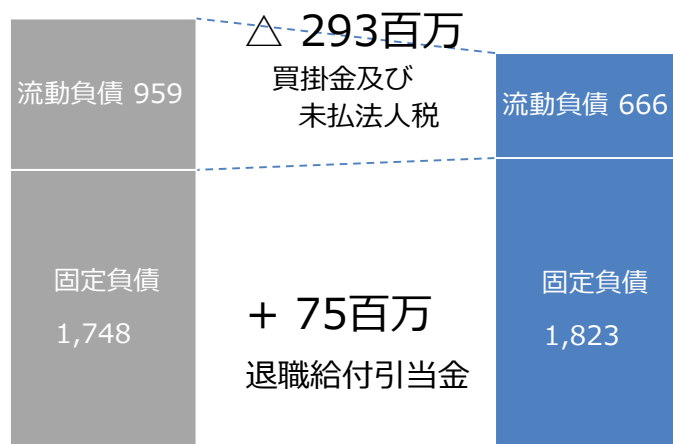 △ 293百万
買掛金及び
未払法人税
流動負債 959
流動負債 666
固定負債
1,748
+ 75百万
退職給付引当金
固定負債
1,823